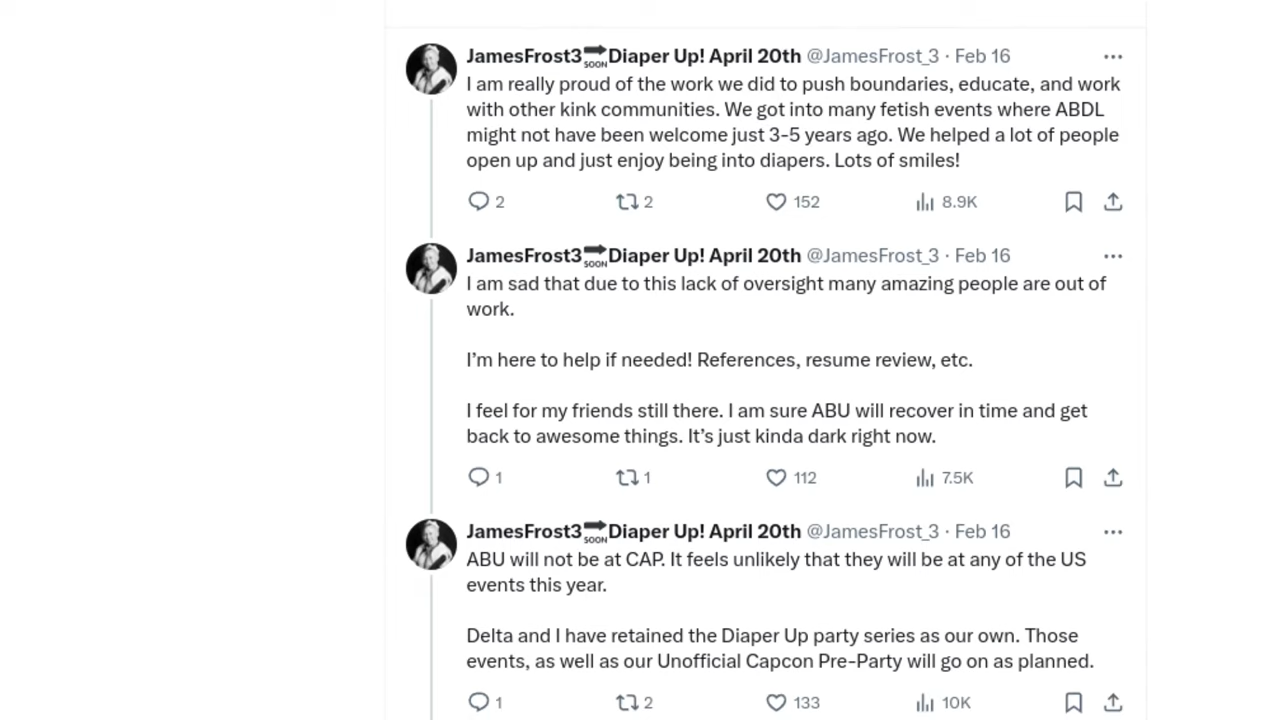 JamesFrost3🔜Diaper Up! April 20th @JamesFrost_3 · Feb 16
I am really proud of the work we did to push boundaries, educate, and work
with other kink communities. We got into many fetish events where ABDL
might not have been welcome just 3-5 years ago. We helped a lot of people
open up and just enjoy being into diapers. Lots of smiles!
2 2 152 8.9K
JamesFrost3🔜Diaper Up! April 20th @JamesFrost_3 · Feb 16
I am sad that due to this lack of oversight many amazing people are out of
work.
I'm here to help if needed! References, resume review, etc.
I feel for my friends still there. I am sure ABU will recover in time and get
back to awesome things. It's just kinda dark right now.
1 1 112 7.5K
JamesFrost3🔜Diaper Up! April 20th @JamesFrost_3 · Feb 16
ABU will not be at CAP. It feels unlikely that they will be at any of the US
events this year.
Delta and I have retained the Diaper Up party series as our own. Those
events, as well as our Unofficial Capcon Pre-Party will go on as planned.
1 2 133 10K